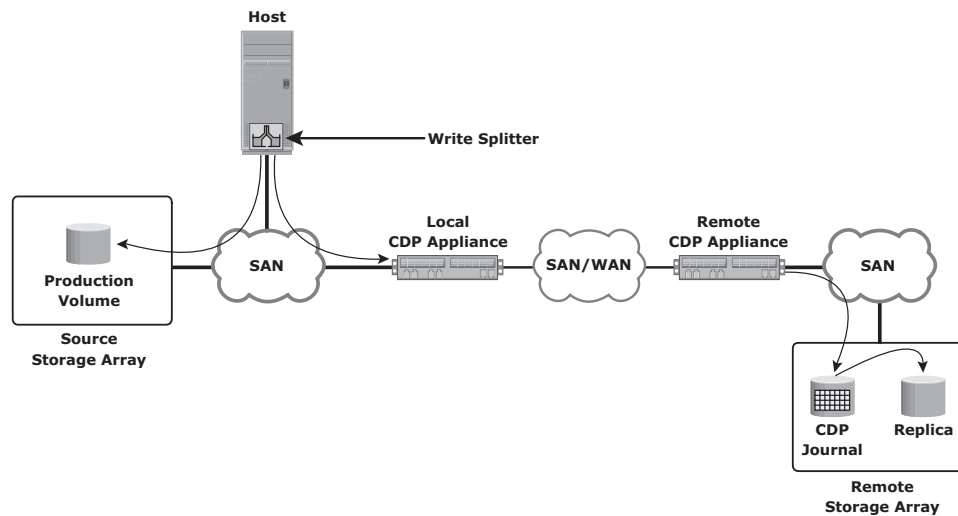 Host
Write Splitter
Local
CDP Appliance
Remote
CDP Appliance
SAN
SAN/WAN
SAN
Production
Volume
Source
Storage Array
CDP
Journal
Replica
Remote
Storage Array